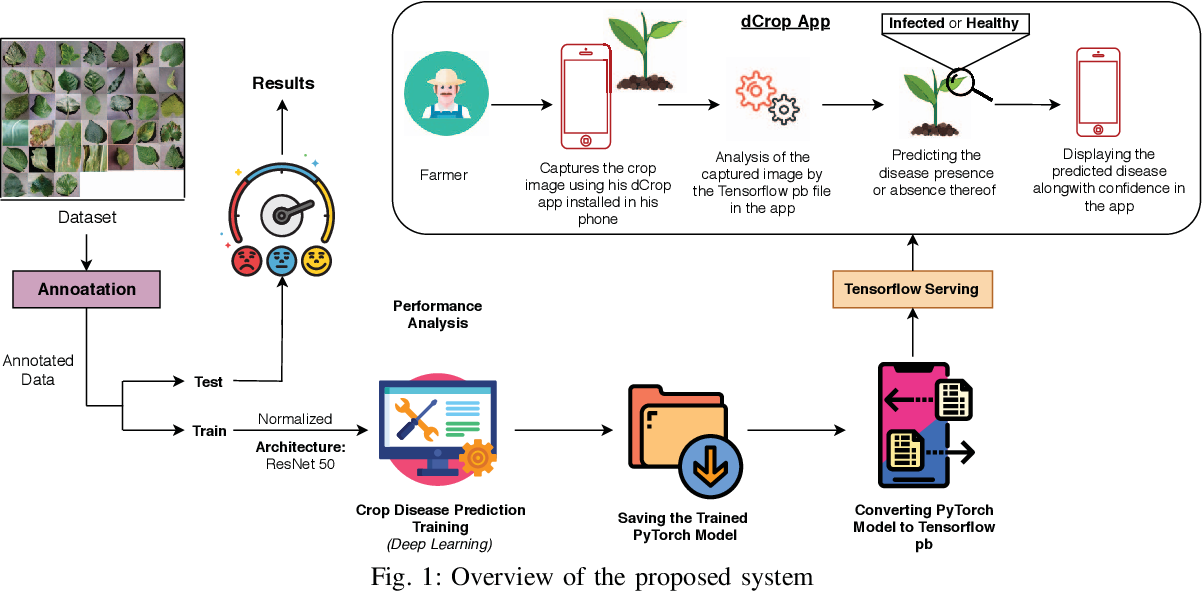 dCrop App
Infected or Healthy
Farmer
Captures the crop
image using his dCrop
app installed in his
phone
Analysis of the
captured image by
the Tensorflow pb file
in the app
Predicting the
disease presence
or absence thereof
Displaying the
predicted disease
alongwith confidence in
the app
Dataset
Annoatation
Annotated
Data
Test
Train
Results
Normalized
Architecture:
ResNet 50
Performance
Analysis
Crop Disease Prediction
Training
(Deep Learning)
Saving the Trained
PyTorch Model
Converting PyTorch
Model to Tensorflow
pb
Tensorflow Serving
Fig. 1: Overview of the proposed system